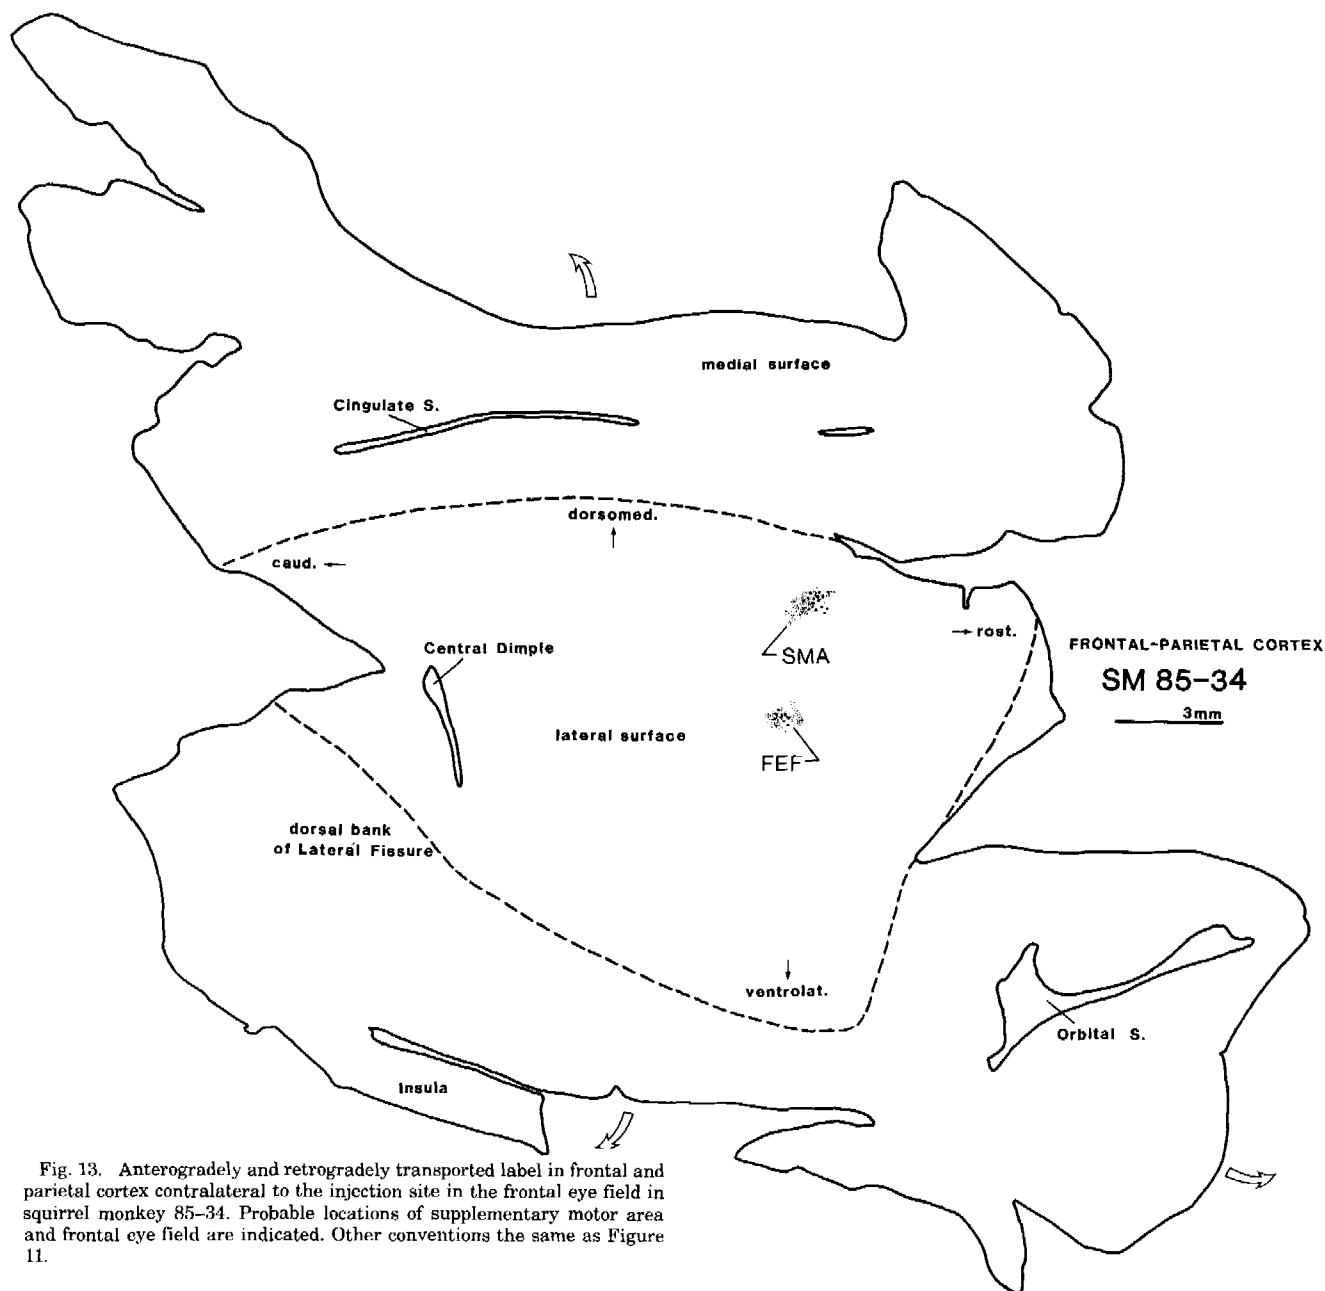 medial surface
Cingulate S.
dorsomed.
caud.
rost.
SMA
Central Dimple
FRONTAL-PARIETAL CORTEX
SM 85-34
3mm
lateral surface
FEF
dorsal bank
of Lateral Fissure
ventrolat.
Orbital S.
Insula
Fig. 13. Anterogradely and retrogradely transported label in frontal and
parietal cortex contralateral to the injection site in the frontal eye field in
squirrel monkey 85–34. Probable locations of supplementary motor area
and frontal eye field are indicated. Other conventions the same as Figure
11.